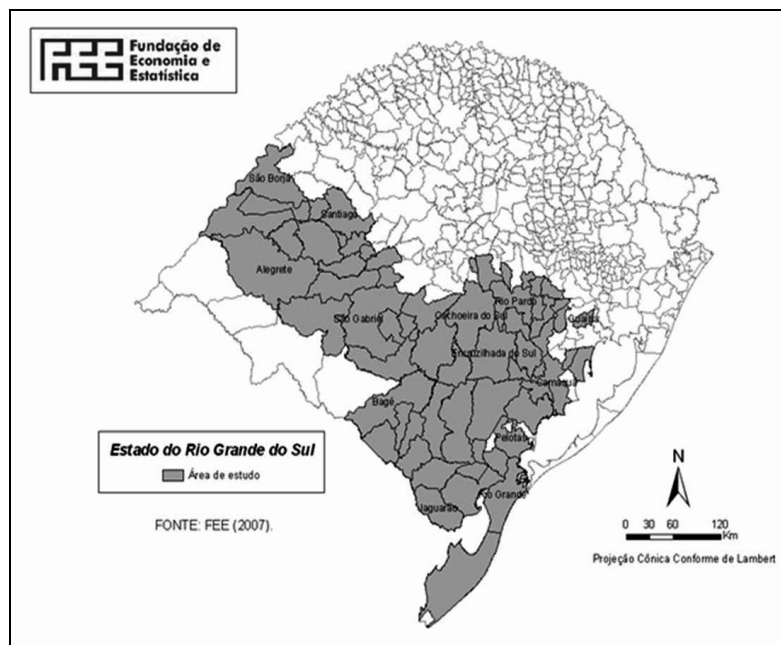 FEE
Fundação de
Economia e
Estatística
São Borja
Santiago
Alegrete
São Gabriel
Cachoeira do Sul
Rio Pardo
Guaíba
Encruzilhada do Sul
Camaquã
Bagé
Pelotas
Rio Grande
Jaguarão
Estado do Rio Grande do Sul
Área de estudo
FONTE: FEE (2007).
N
0 30 60 120
Km
Projeção Cônica Conforme de Lambert